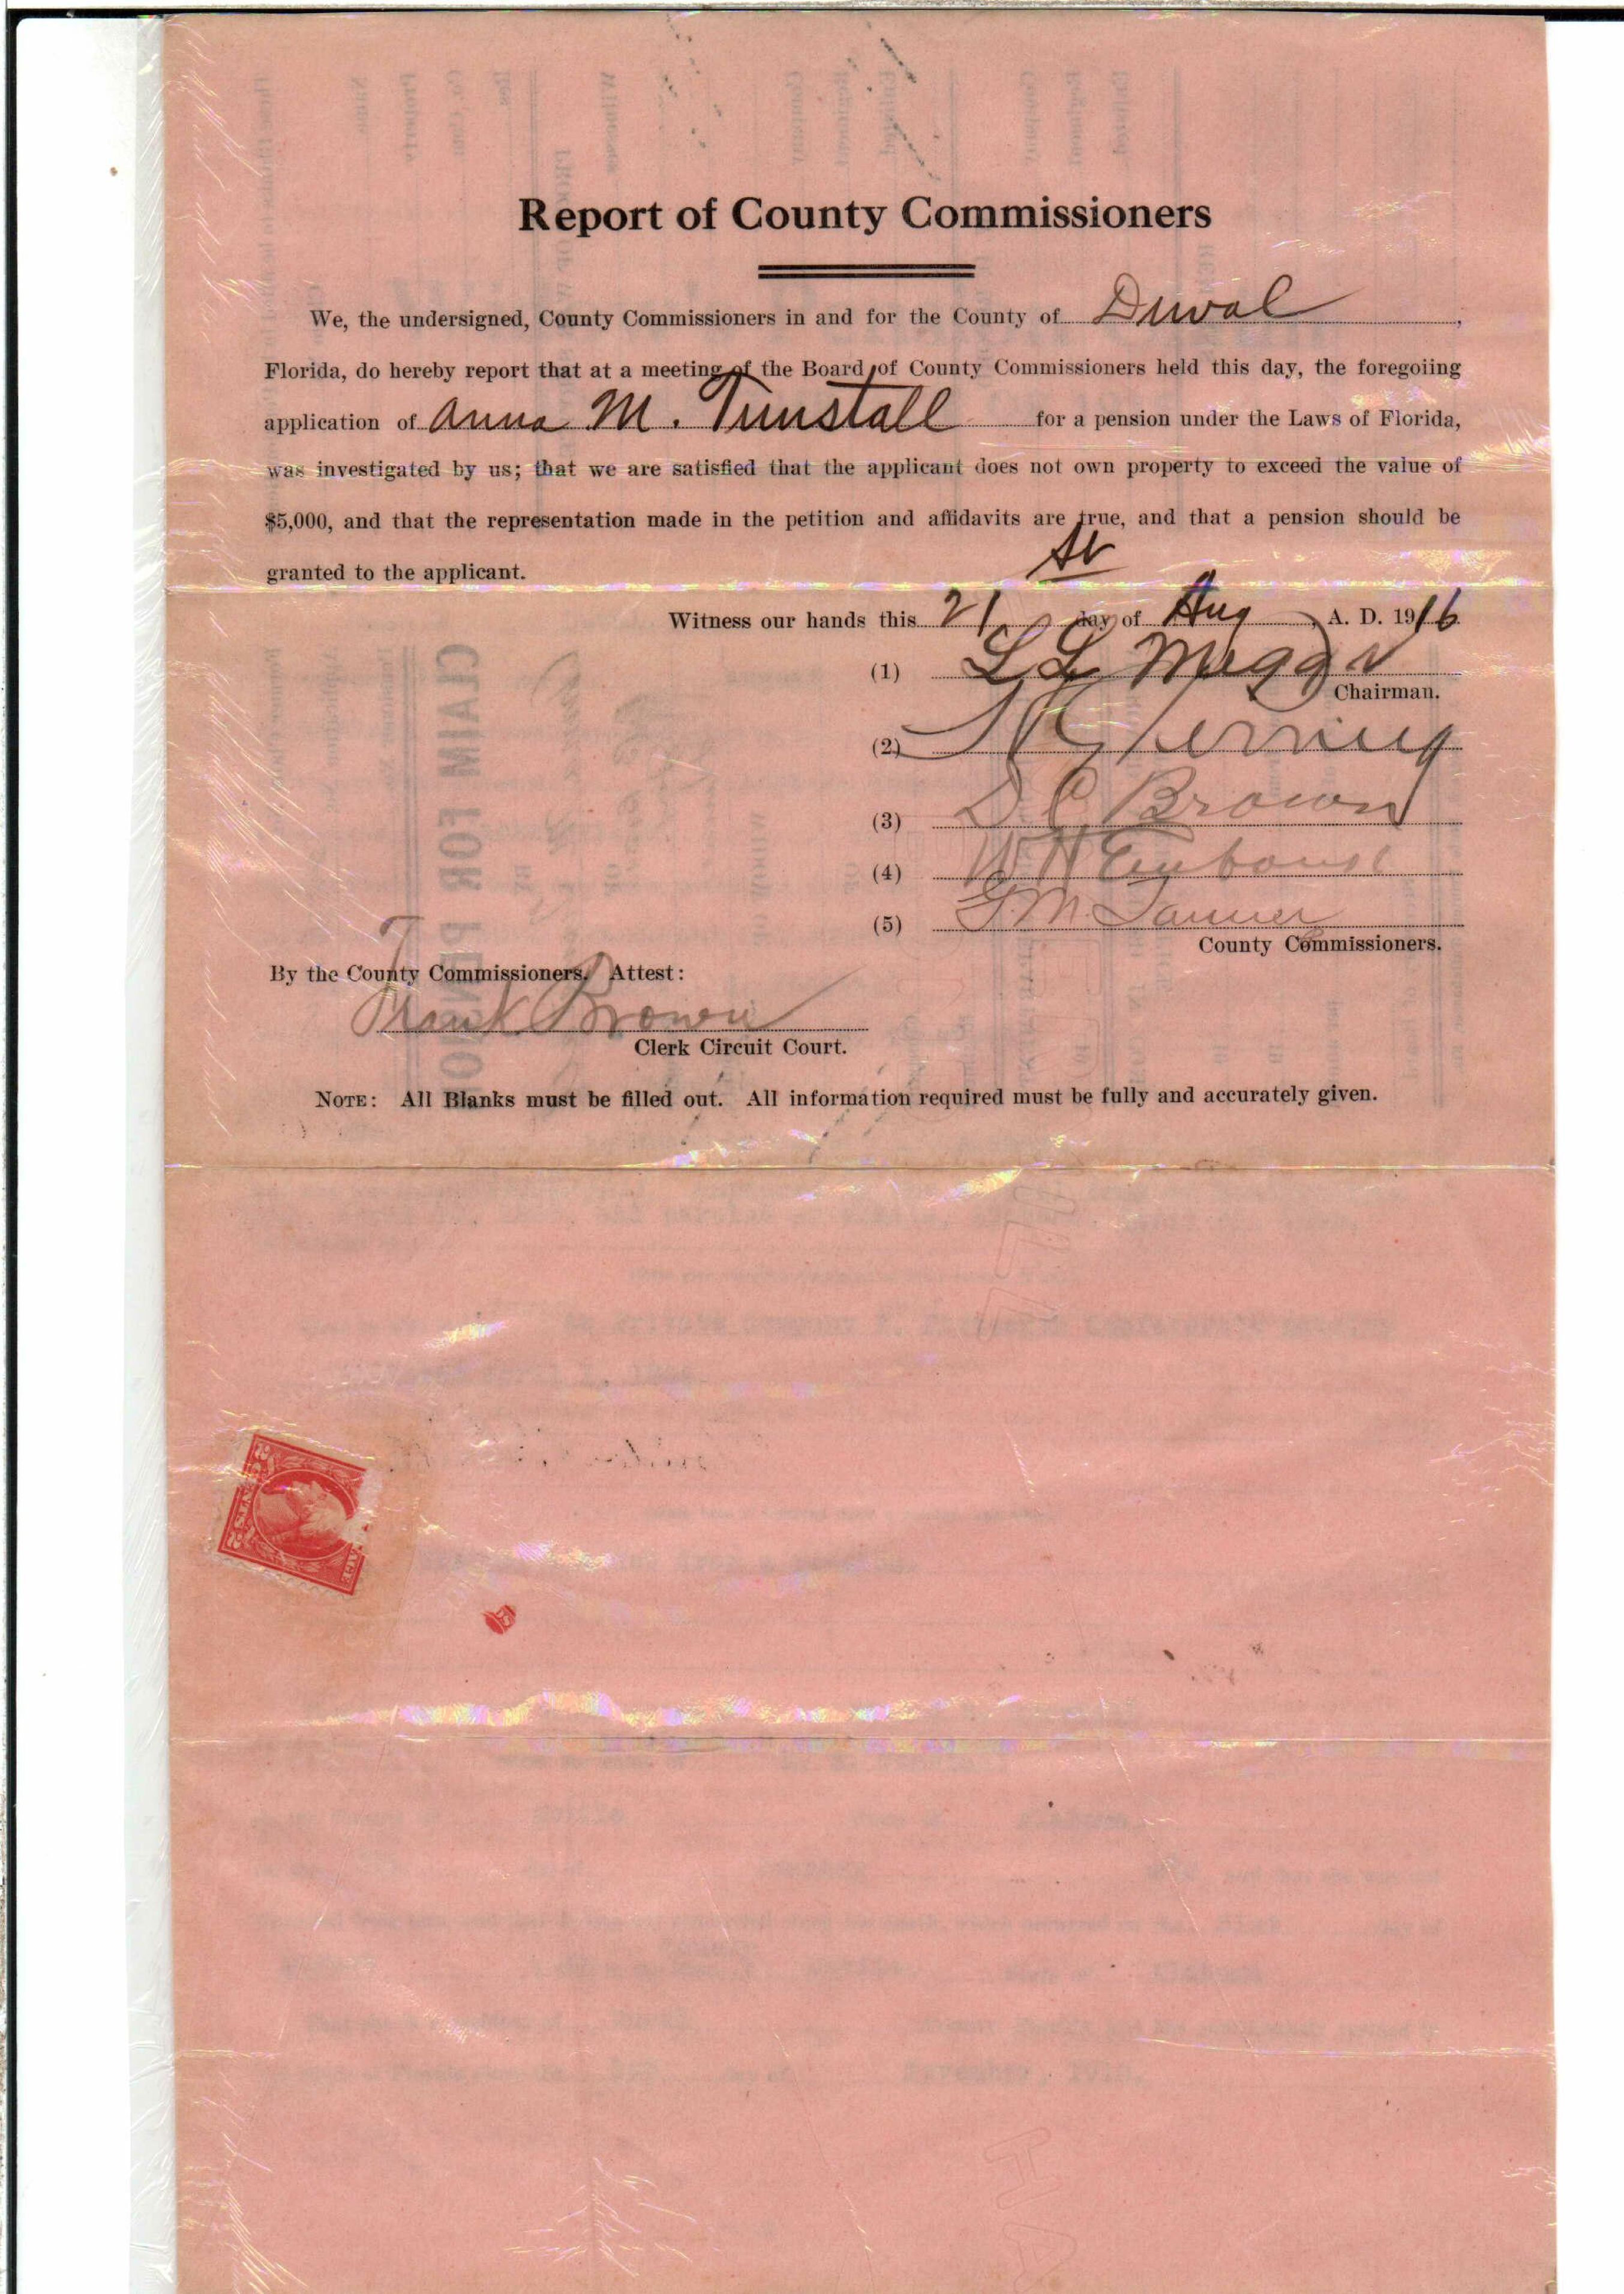 Report of County Commissioners
We, the undersigned, County Commissioners in and for the County of Duval,
Florida, do hereby report that at a meeting of the Board of County Commissioners held this day, the foregoiing
application of Anna M. Tunstall for a pension under the Laws of Florida,
was investigated by us; that we are satisfied that the applicant does not own property to exceed the value of
$5,000, and that the representation made in the petition and affidavits are true, and that a pension should be
granted to the applicant.
Witness our hands this 21 st day of Aug, A. D. 1916
(1) L L Meggs
Chairman.
(2)
(3) D. C. Brown
(4) W H
(5) T. M. Tanner
County Commissioners.
By the County Commissioners, Attest:
Frank Brown
Clerk Circuit Court.
NOTE: All Blanks must be filled out. All information required must be fully and accurately given.